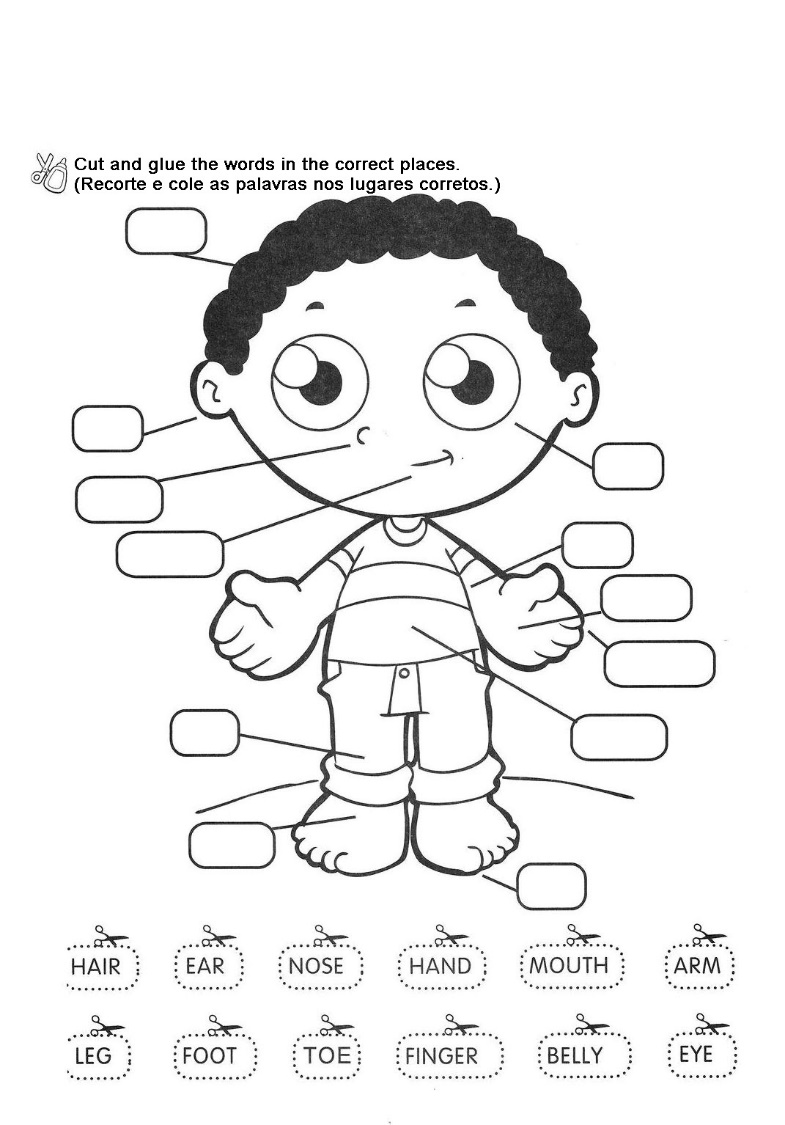 Cut and glue the words in the correct places.
(Recorte e cole as palavras nos lugares corretos.)
HAIR EAR NOSE HAND MOUTH ARM
LEG FOOT TOE FINGER BELLY EYE